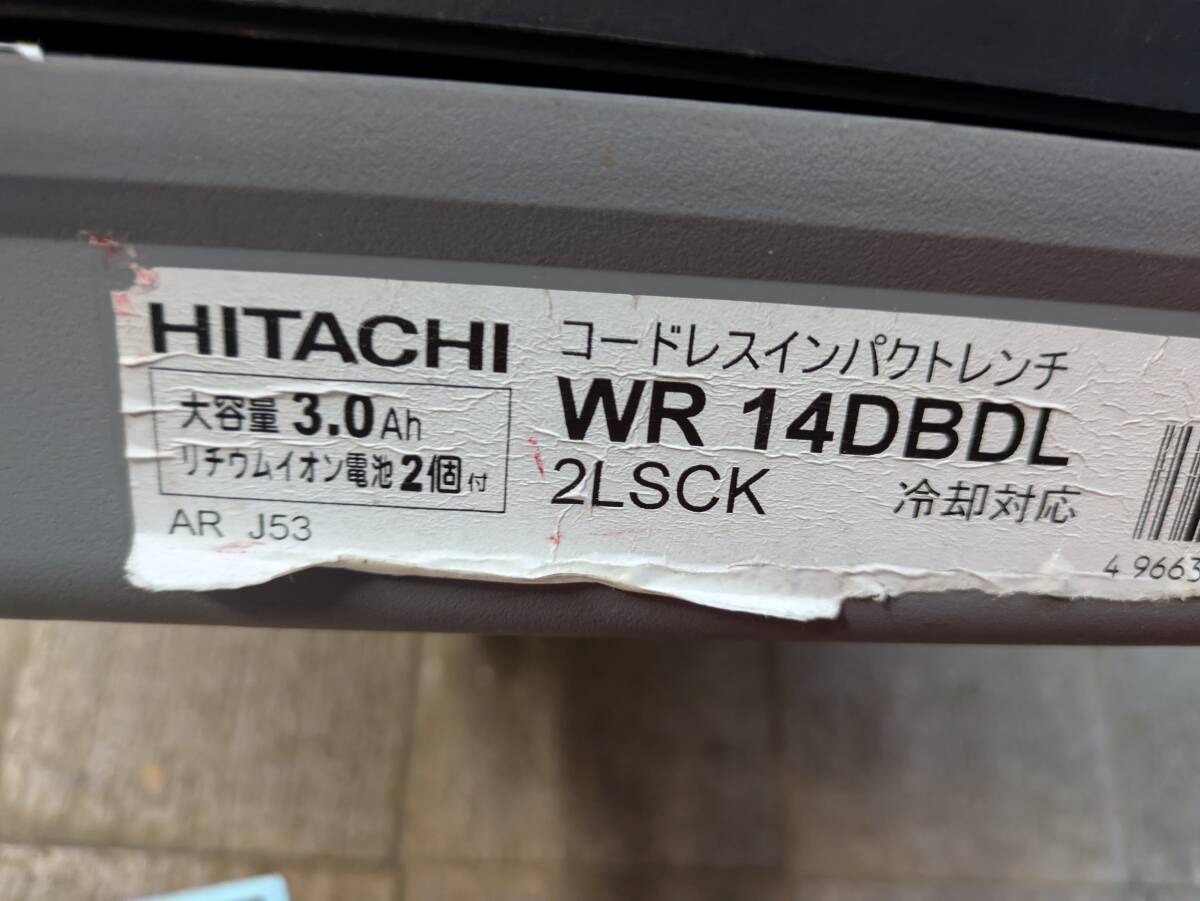 HITACHI
大容量 3.0Ah
リチウムイオン電池2個付
AR J53
コードレスインパクトレンチ
WR 14DBDL
2LSCK 冷却対応
4 9663